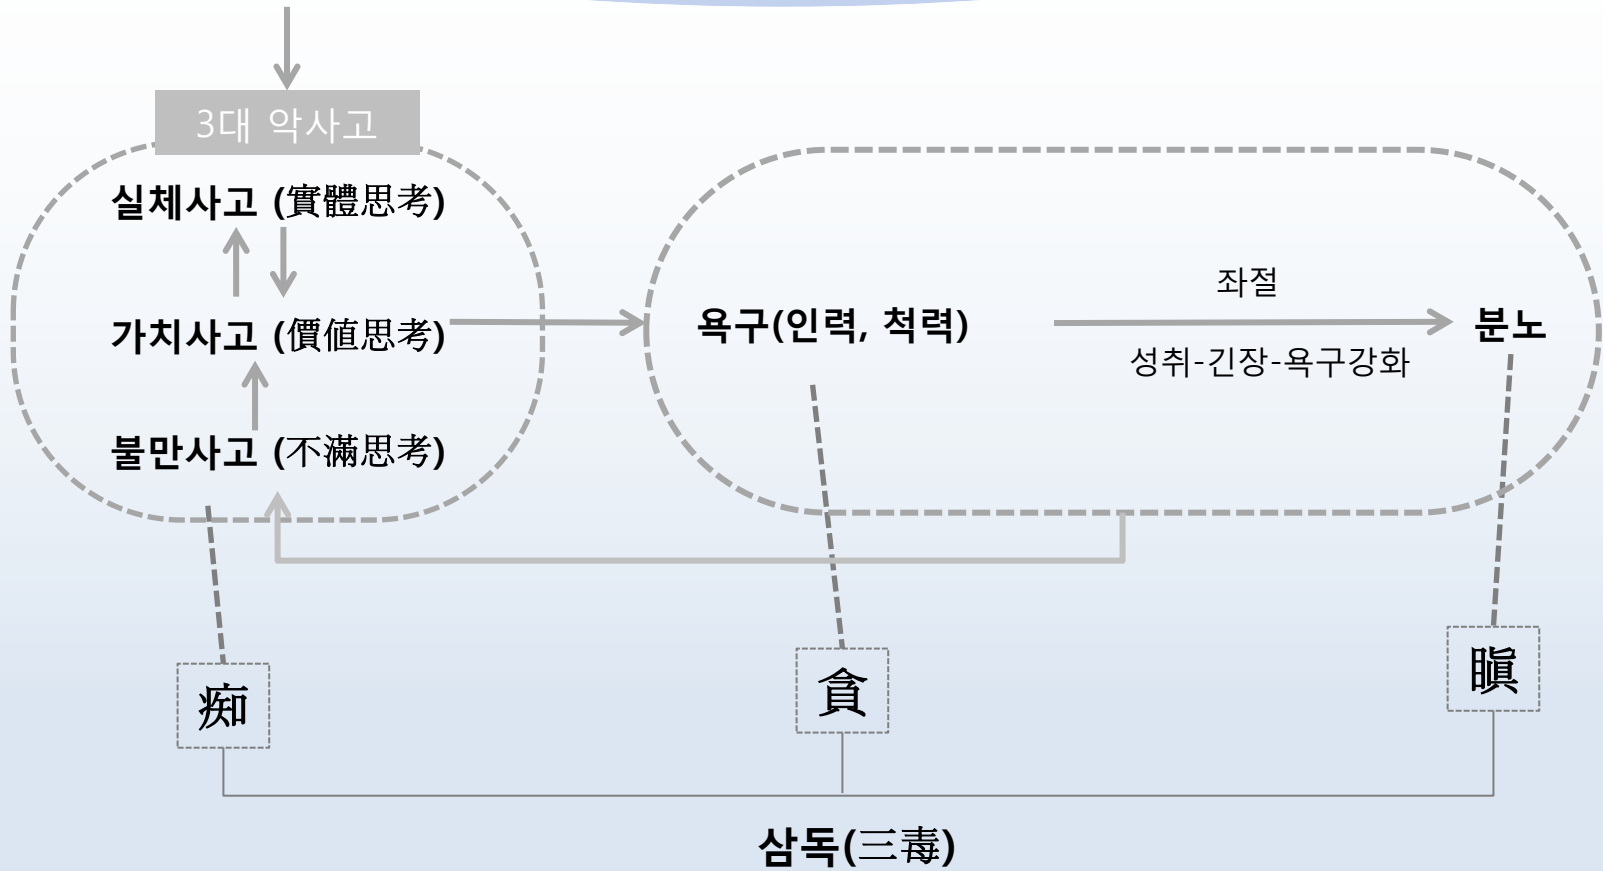 3대 악사고
실체사고 (實體思考)
가치사고 (價値思考)
불만사고 (不滿思考)
욕구(인력, 척력)
좌절
성취-긴장-욕구강화
분노
痴
貪
瞋
삼독(三毒)